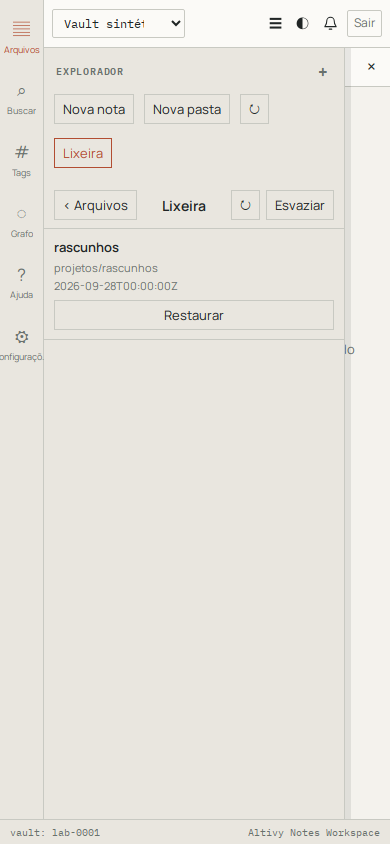 Vault sintét
Sair
Arquivos
Buscar
Tags
Grafo
Ajuda
onfiguraçõ
EXPLORADOR
+
Nova nota
Nova pasta
↻
Lixeira
‹ Arquivos
Lixeira
↻
Esvaziar
rascunhos
projetos/rascunhos
2026-09-28T00:00:00Z
Restaurar
×
lo
vault: lab-0001
Altivy Notes Workspace